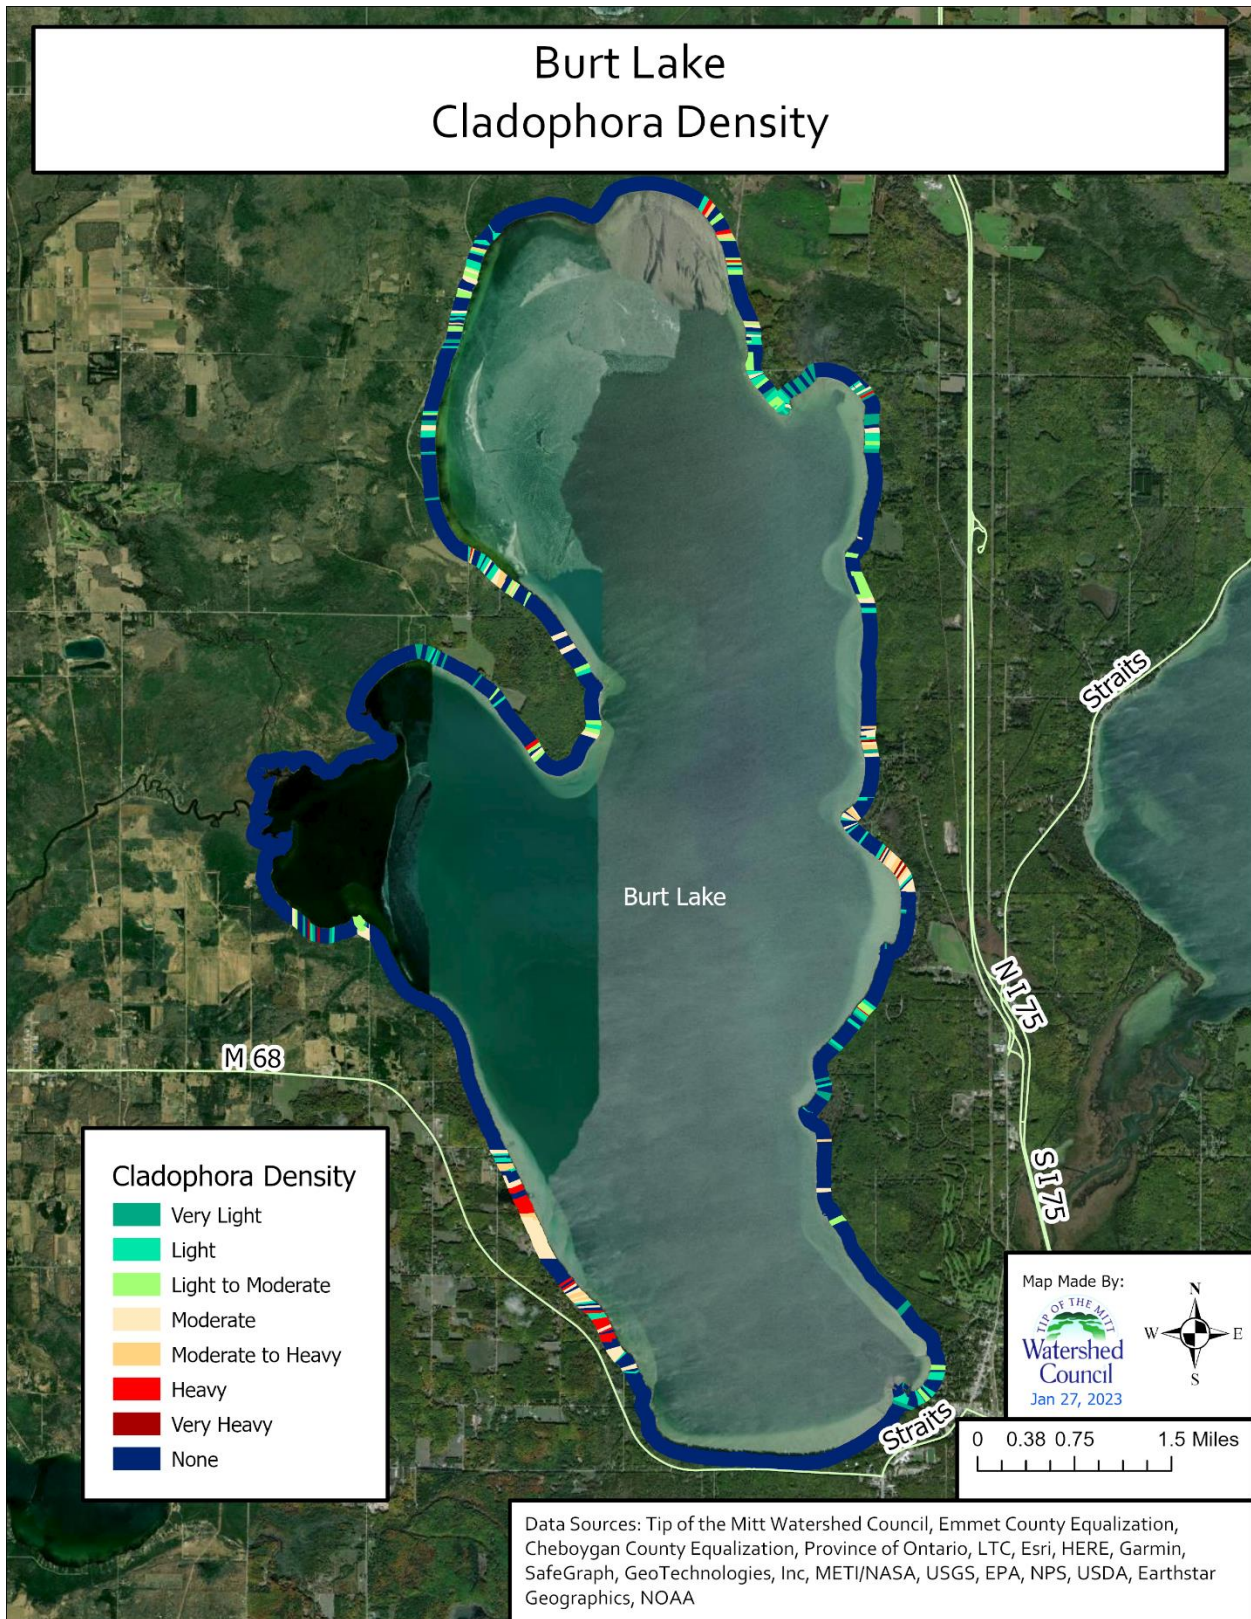 Burt Lake
Cladophora Density
Straits
Burt Lake
N I 75
M 68
S I 75
Cladophora Density
Very Light
Light
Light to Moderate
Moderate
Moderate to Heavy
Heavy
Very Heavy
None
Map Made By:
TIP OF THE MITT
Watershed
Council
Jan 27, 2023
N
W E
S
Straits
0 0.38 0.75 1.5 Miles
Data Sources: Tip of the Mitt Watershed Council, Emmet County Equalization,
Cheboygan County Equalization, Province of Ontario, LTC, Esri, HERE, Garmin,
SafeGraph, GeoTechnologies, Inc, METI/NASA, USGS, EPA, NPS, USDA, Earthstar
Geographics, NOAA